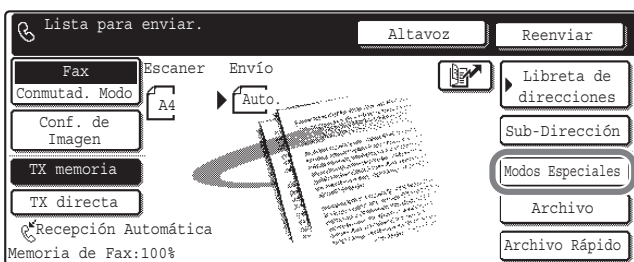 Lista para enviar.
Altavoz
Reenviar
Fax
Conmutad. Modo
Escaner
Envío
A4
Auto.
Libreta de
direcciones
Conf. de
Imagen
Sub-Dirección
TX memoria
Modos Especiales
TX directa
Archivo
Recepción Automática
Memoria de Fax:100%
Archivo Rápido